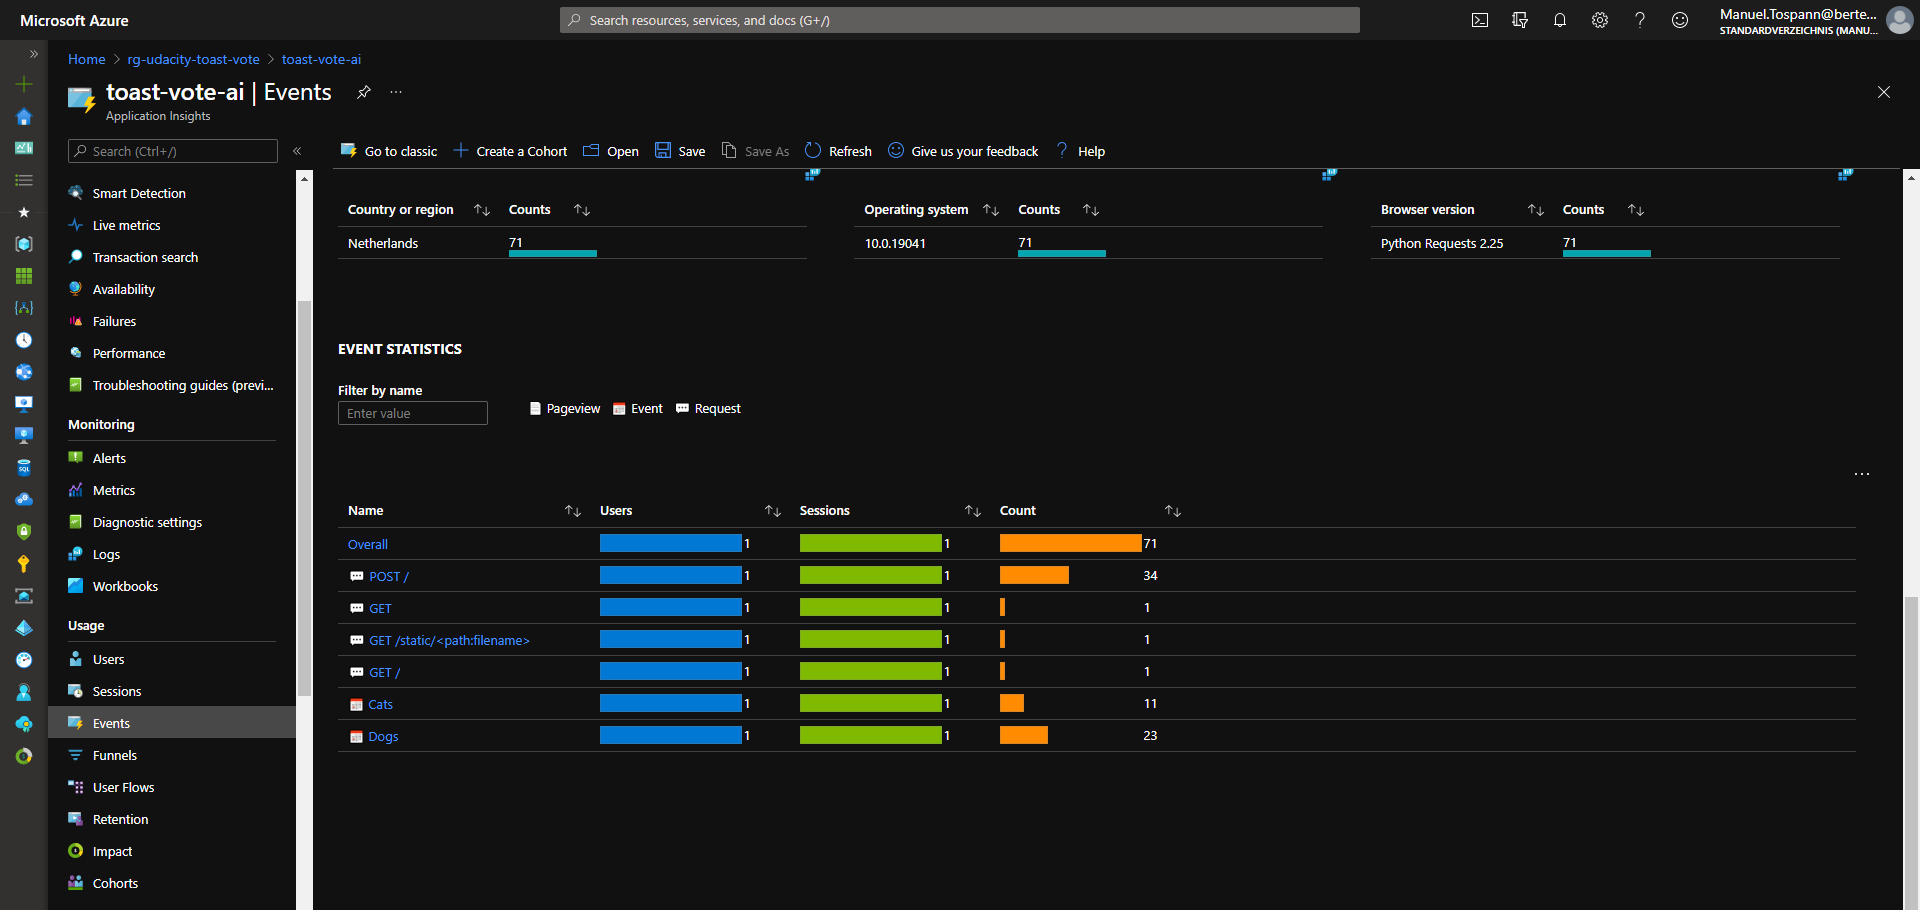 Microsoft Azure
Search resources, services, and docs (G+/)
Manuel.Tospann@berte...
STANDARDVERZEICHNIS (MANU...
Home > rg-udacity-toast-vote > toast-vote-ai
toast-vote-ai | Events
Application Insights
Search (Ctrl+/)
Go to classic
Create a Cohort
Open
Save
Save As
Refresh
Give us your feedback
Help
Smart Detection
Live metrics
Transaction search
Availability
Failures
Performance
Troubleshooting guides (previ...
Monitoring
Alerts
Metrics
Diagnostic settings
Logs
Workbooks
Usage
Users
Sessions
Events
Funnels
User Flows
Retention
Impact
Cohorts
SQL
Country or region Counts
Netherlands 71
Operating system Counts
10.0.19041 71
Browser version Counts
Python Requests 2.25 71
EVENT STATISTICS
Filter by name
Enter value
Pageview Event Request
Name Users Sessions Count
Overall 1 1 71
POST / 1 1 34
GET 1 1 1
GET /static/<path:filename> 1 1 1
GET / 1 1 1
Cats 1 1 11
Dogs 1 1 23